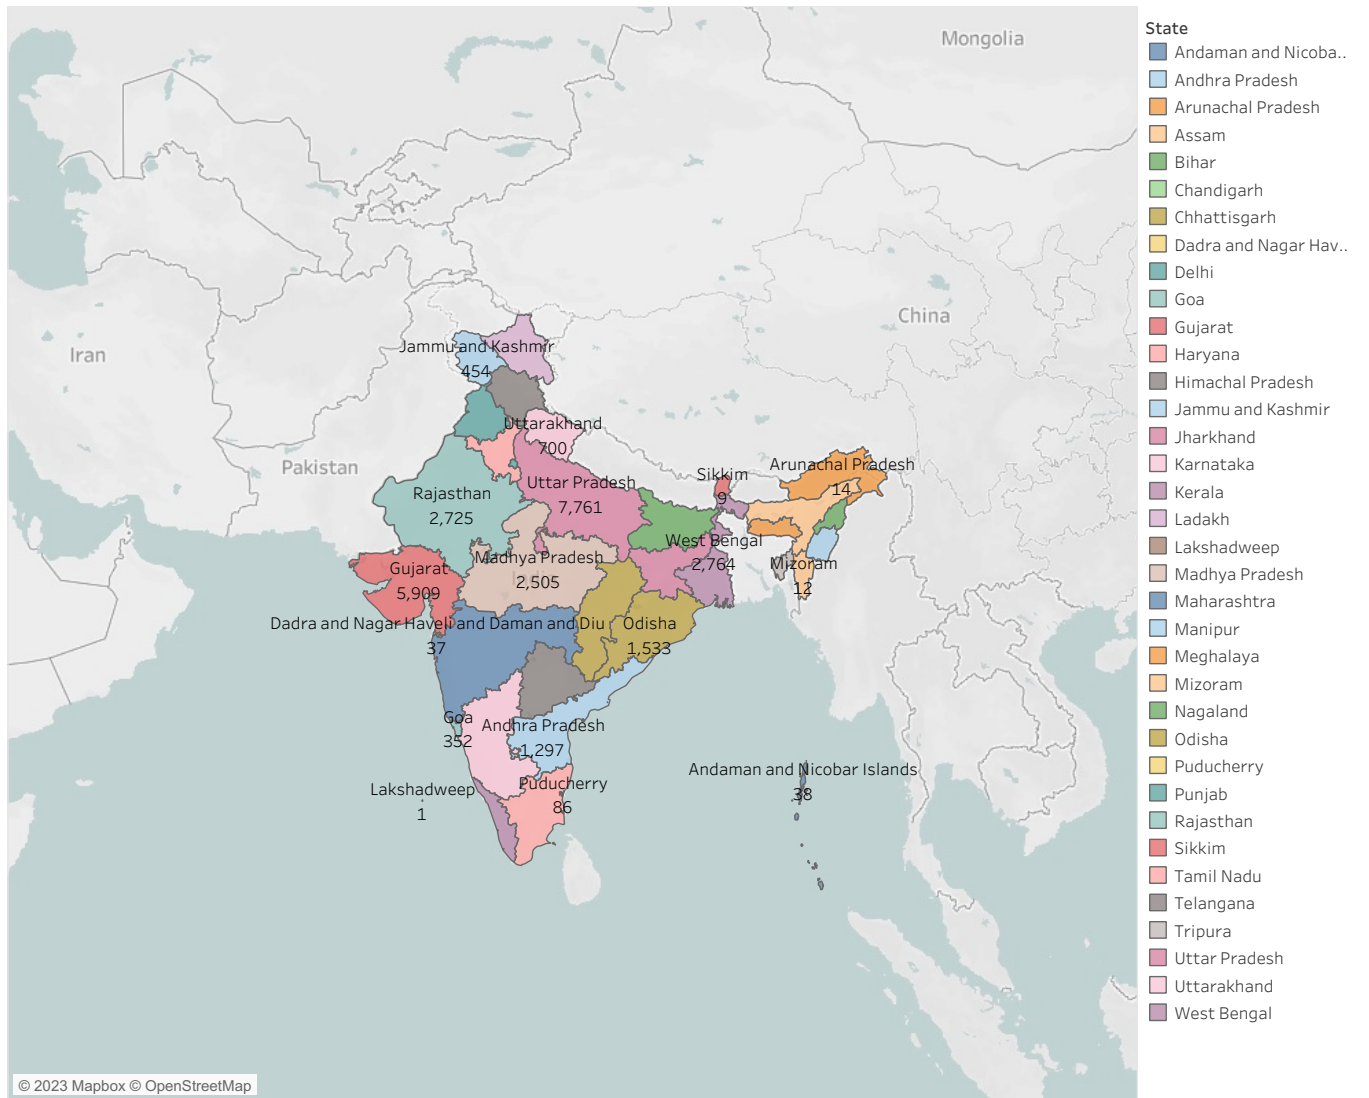 Mongolia
China
Iran
Pakistan
Jammu and Kashmir
454
Uttarakhand
700
Sikkim
9
Arunachal Pradesh
14
Rajasthan
2,725
Uttar Pradesh
7,761
West Bengal
2,764
Mizoram
12
Gujarat
5,909
Madhya Pradesh
2,505
Dadra and Nagar Haveli and Daman and Diu
37
Odisha
1,533
Goa
352
Andhra Pradesh
1,297
Andaman and Nicobar Islands
38
Lakshadweep
1
Puducherry
86
© 2023 Mapbox © OpenStreetMap
State
Andaman and Nicoba..
Andhra Pradesh
Arunachal Pradesh
Assam
Bihar
Chandigarh
Chhattisgarh
Dadra and Nagar Hav..
Delhi
Goa
Gujarat
Haryana
Himachal Pradesh
Jammu and Kashmir
Jharkhand
Karnataka
Kerala
Ladakh
Lakshadweep
Madhya Pradesh
Maharashtra
Manipur
Meghalaya
Mizoram
Nagaland
Odisha
Puducherry
Punjab
Rajasthan
Sikkim
Tamil Nadu
Telangana
Tripura
Uttar Pradesh
Uttarakhand
West Bengal